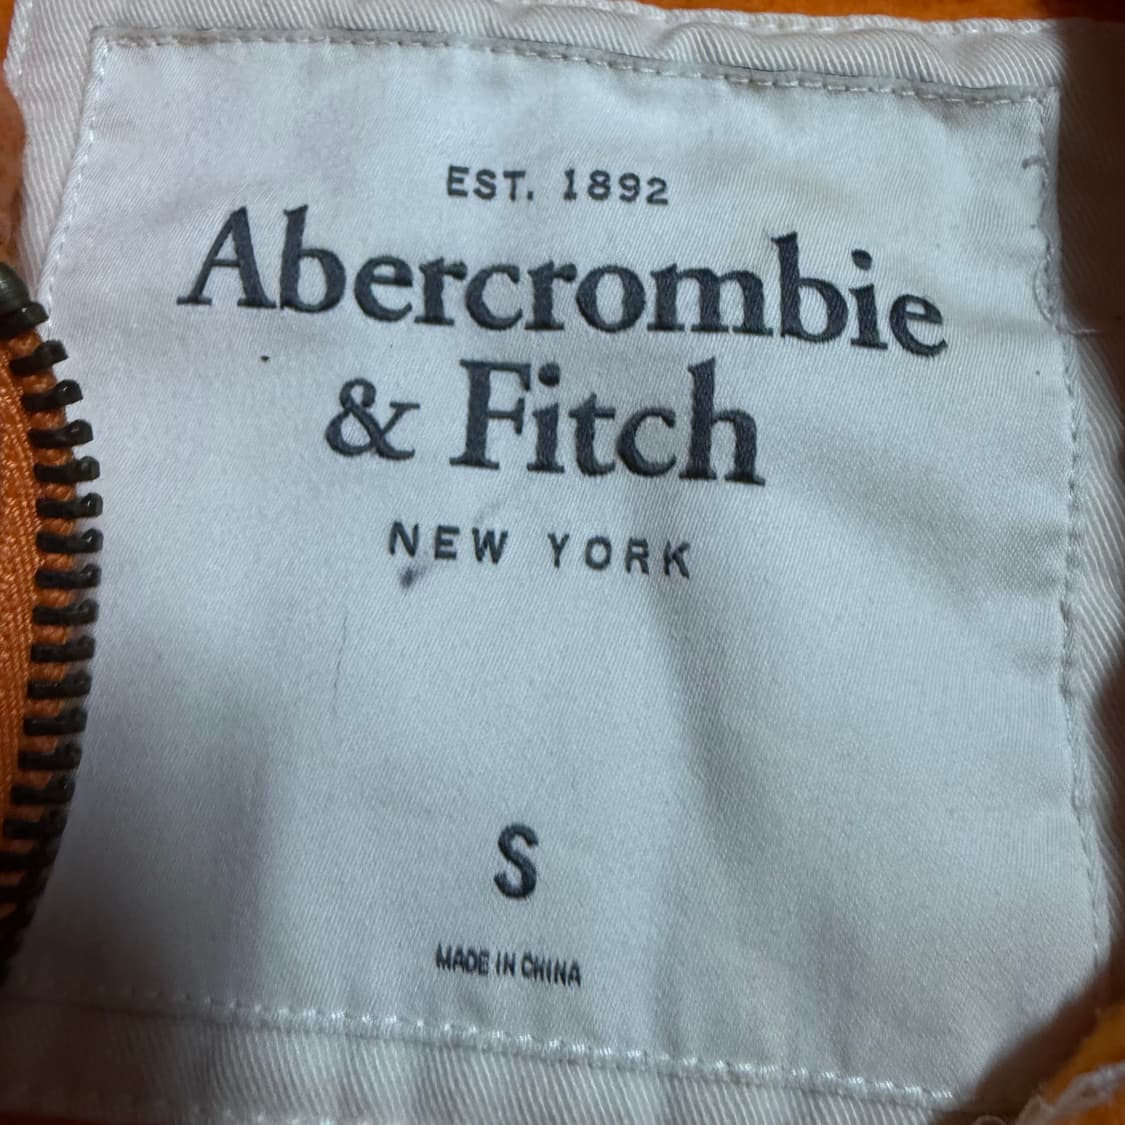 EST. 1892
Abercrombie
& Fitch
NEW YORK
S
MADE IN CHINA